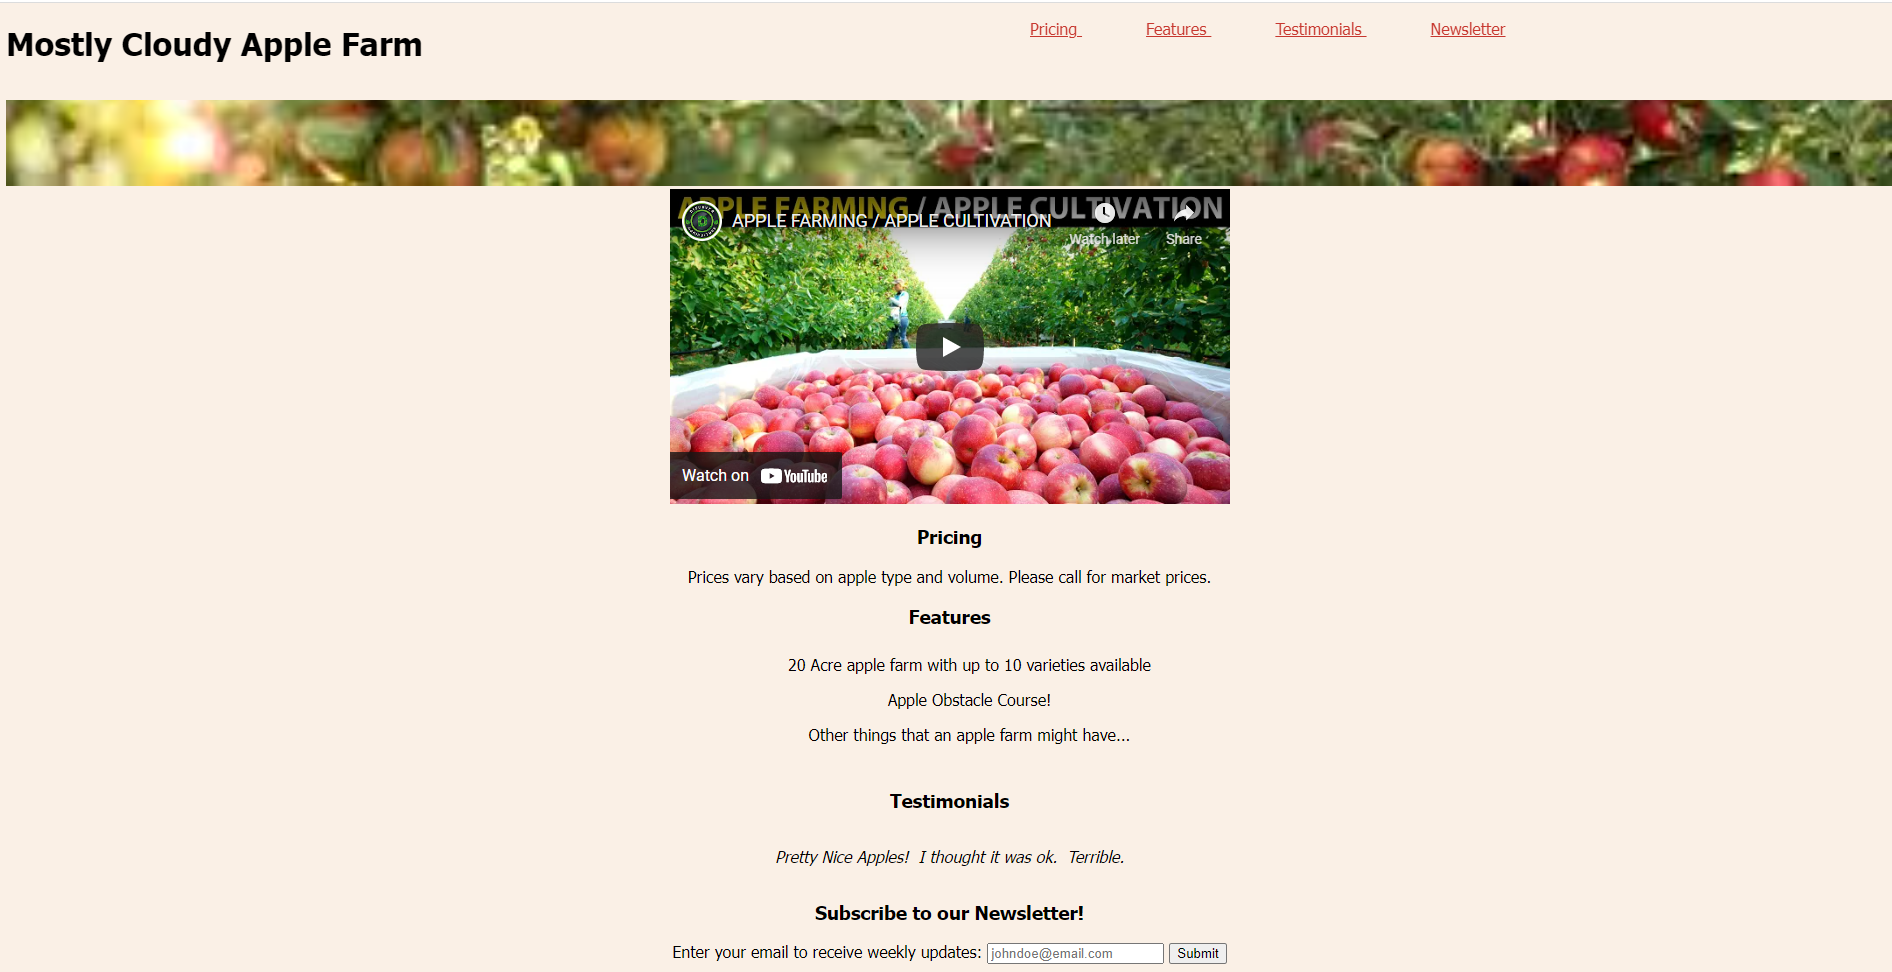 Mostly Cloudy Apple Farm
Pricing Features Testimonials Newsletter
APPLE FARMING / APPLE CULTIVATION
APPLE FARMING / APPLE CULTIVATION
Watch later Share
Watch on YouTube
Pricing
Prices vary based on apple type and volume. Please call for market prices.
Features
20 Acre apple farm with up to 10 varieties available
Apple Obstacle Course!
Other things that an apple farm might have...
Testimonials
Pretty Nice Apples! I thought it was ok. Terrible.
Subscribe to our Newsletter!
Enter your email to receive weekly updates: johndoe@email.com Submit